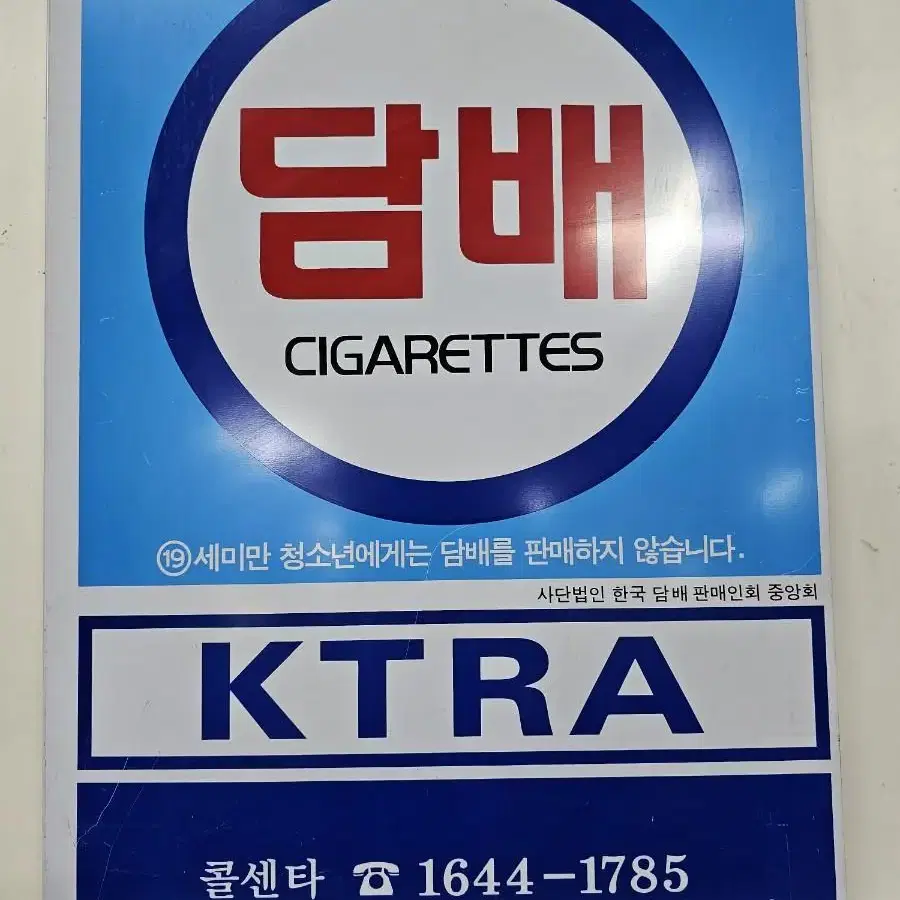 담배
CIGARETTES
⑲세미만 청소년에게는 담배를 판매하지 않습니다.
사단법인 한국 담배 판매인회 중앙회
KTRA
콜센타 ☎ 1644-1785